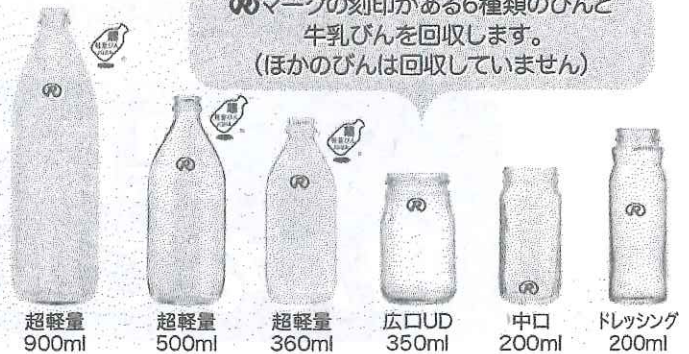 Ⓡマークの刻印がある6種類のびんと
牛乳びんを回収します。
(ほかのびんは回収していません)
超軽量
900ml
超軽量
500ml
超軽量
360ml
広口UD
350ml
中口
200ml
ドレッシング
200ml